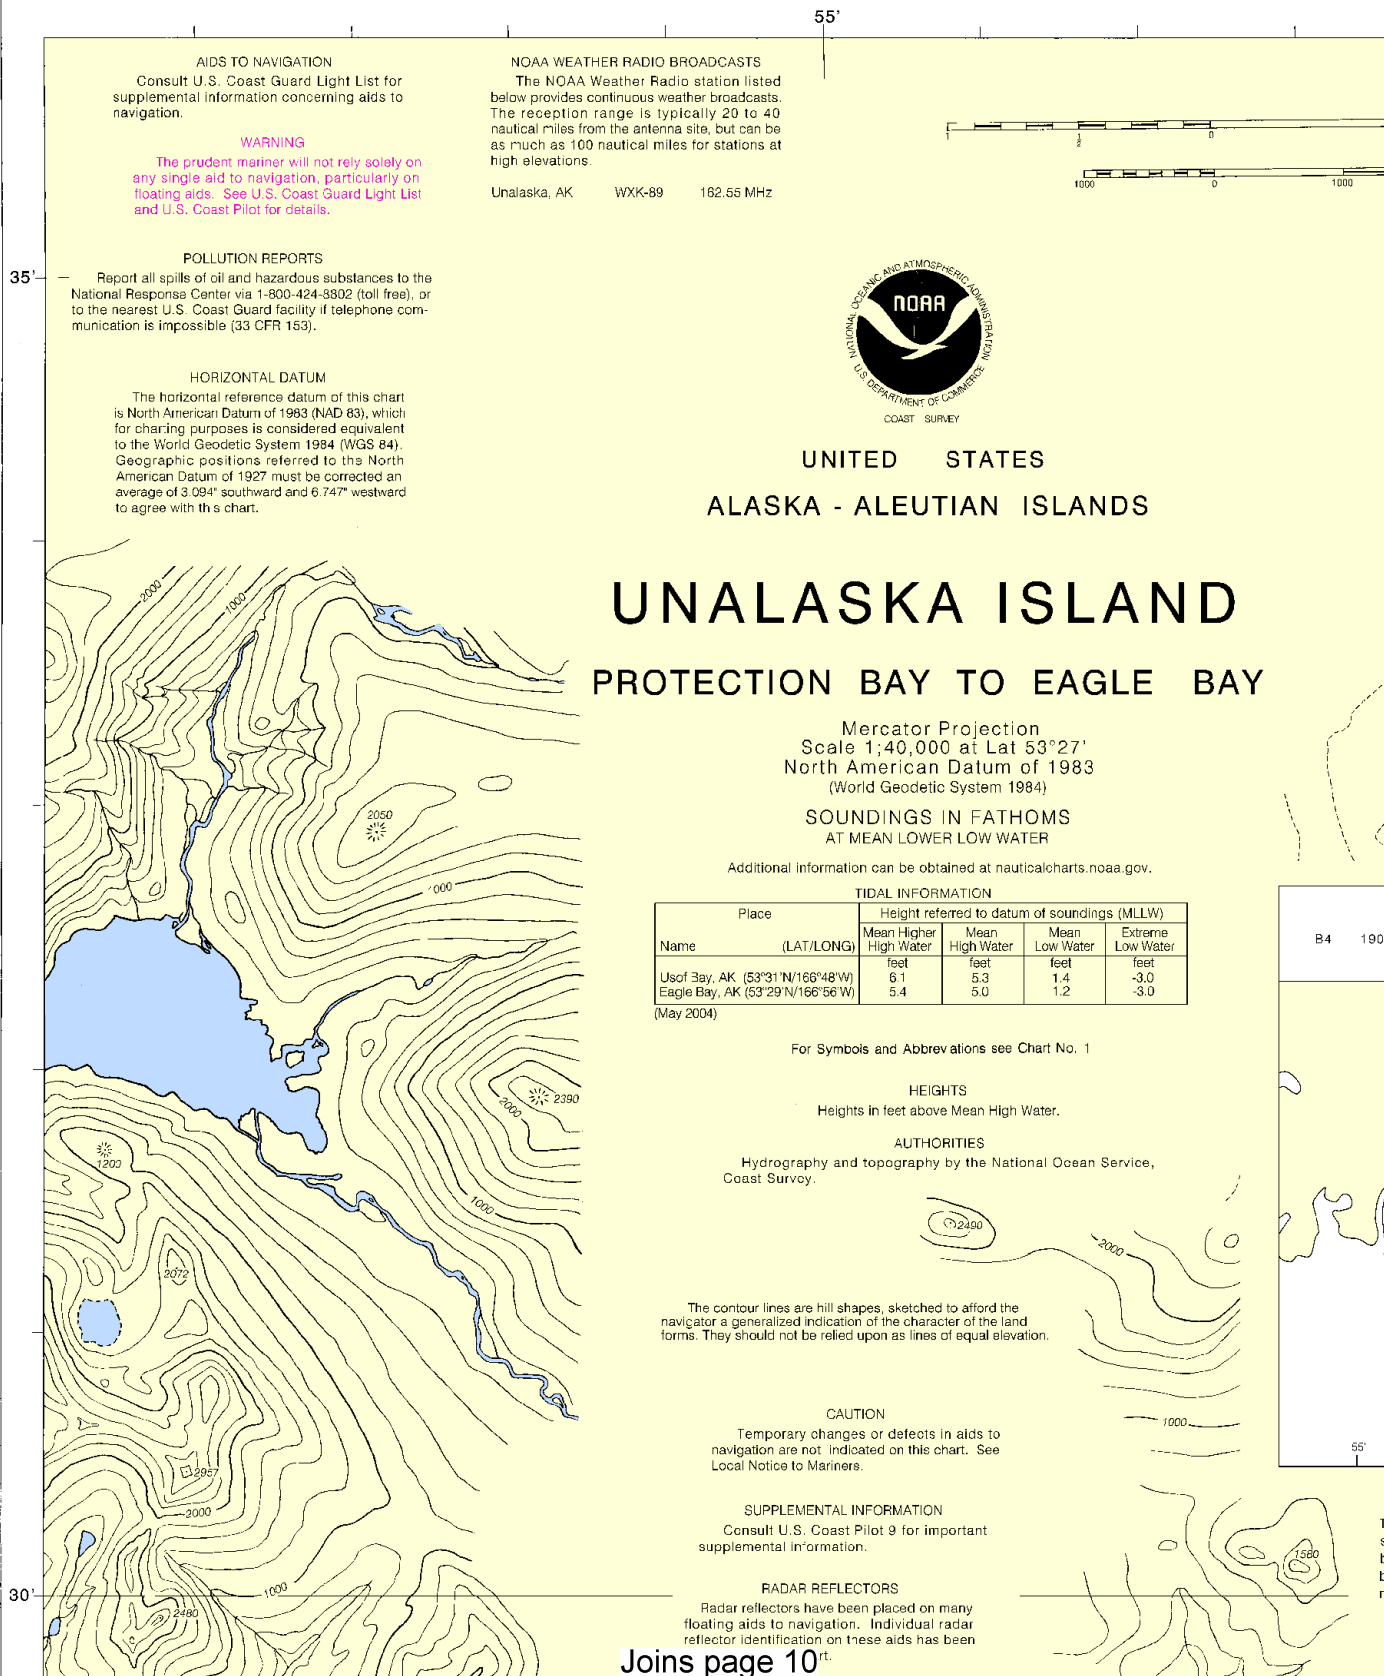 55'
AIDS TO NAVIGATION
Consult U.S. Coast Guard Light List for
supplemental information concerning aids to
navigation.
WARNING
The prudent mariner will not rely solely on
any single aid to navigation, particularly on
floating aids. See U.S. Coast Guard Light List
and U.S. Coast Pilot for details.
POLLUTION REPORTS
Report all spills of oil and hazardous substances to the
National Response Center via 1-800-424-8802 (toll free), or
to the nearest U.S. Coast Guard facility if telephone com-
munication is impossible (33 CFR 153).
35'
HORIZONTAL DATUM
The horizontal reference datum of this chart
is North American Datum of 1983 (NAD 83), which
for charting purposes is considered equivalent
to the World Geodetic System 1984 (WGS 84).
Geographic positions referred to the North
American Datum of 1927 must be corrected an
average of 3.094" southward and 6.747" westward
to agree with this chart.
NOAA WEATHER RADIO BROADCASTS
The NOAA Weather Radio station listed
below provides continuous weather broadcasts.
The reception range is typically 20 to 40
nautical miles from the antenna site, but can be
as much as 100 nautical miles for stations at
high elevations.
Unalaska, AK WXK-89 162.55 MHz
1 1/2 0
1000 0 1000
NATIONAL OCEANIC AND ATMOSPHERIC ADMINISTRATION
NOAA
U.S. DEPARTMENT OF COMMERCE
COAST SURVEY
UNITED STATES
ALASKA - ALEUTIAN ISLANDS
UNALASKA ISLAND
PROTECTION BAY TO EAGLE BAY
Mercator Projection
Scale 1:40,000 at Lat 53°27'
North American Datum of 1983
(World Geodetic System 1984)
SOUNDINGS IN FATHOMS
AT MEAN LOWER LOW WATER
Additional information can be obtained at nauticalcharts.noaa.gov.
TIDAL INFORMATION
Place Height referred to datum of soundings (MLLW)
Name (LAT/LONG) Mean Higher High Water Mean High Water Mean Low Water Extreme Low Water
feet feet feet feet
Usof Bay, AK (53°31'N/166°48'W) 6.1 5.3 1.4 -3.0
Eagle Bay, AK (53°29'N/166°56'W) 5.4 5.0 1.2 -3.0
(May 2004)
For Symbols and Abbreviations see Chart No. 1
HEIGHTS
Heights in feet above Mean High Water.
AUTHORITIES
Hydrography and topography by the National Ocean Service,
Coast Survey.
The contour lines are hill shapes, sketched to afford the
navigator a generalized indication of the character of the land
forms. They should not be relied upon as lines of equal elevation.
CAUTION
Temporary changes or defects in aids to
navigation are not indicated on this chart. See
Local Notice to Mariners.
SUPPLEMENTAL INFORMATION
Consult U.S. Coast Pilot 9 for important
supplemental information.
RADAR REFLECTORS
Radar reflectors have been placed on many
floating aids to navigation. Individual radar
reflector identification on these aids has been
rt.
Joins page 10
2000
1000
2050
1000
2390
2000
1200
1000
2072
2957
2000
1000
2480
30'
2490
2000
1000
1580
B4 190
55'